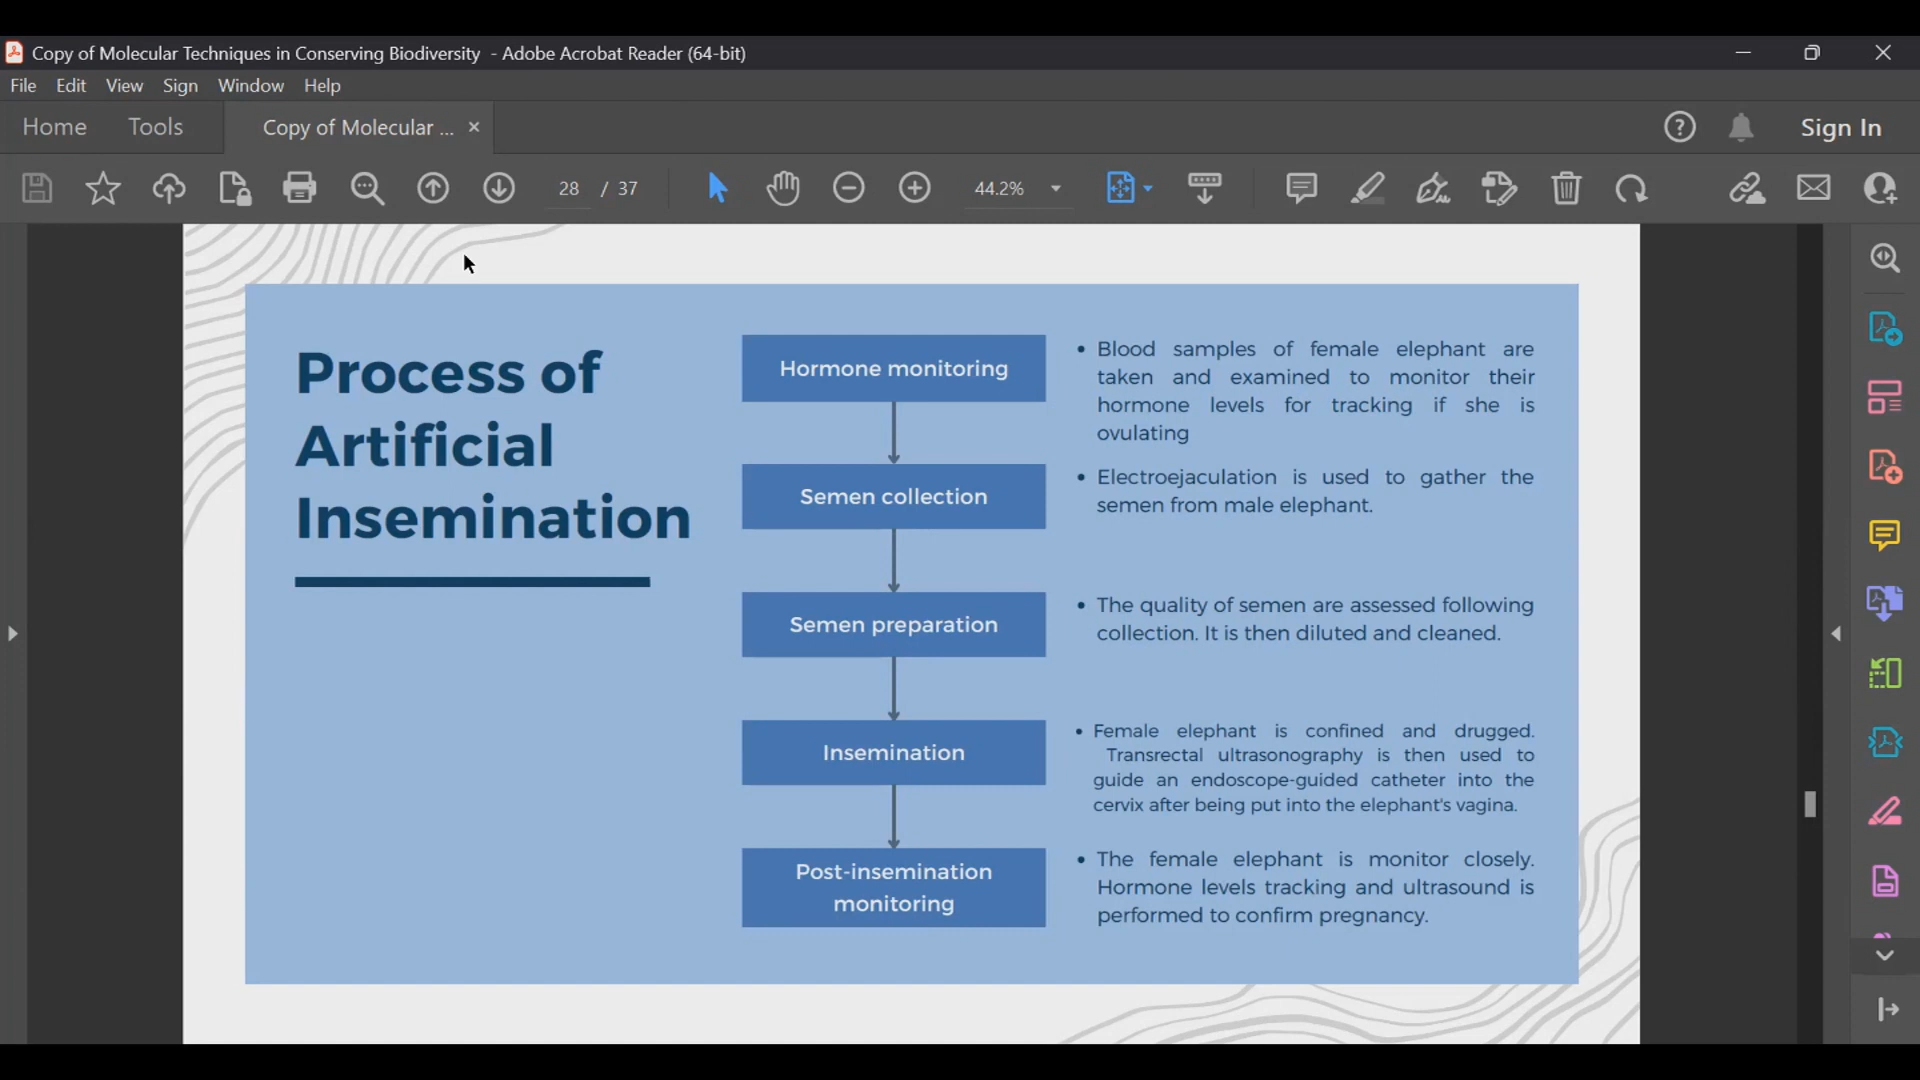 Copy of Molecular Techniques in Conserving Biodiversity - Adobe Acrobat Reader (64-bit)
File Edit View Sign Window Help
Home Tools Copy of Molecular ... Sign In
28 / 37 44.2%
Process of
Artificial
Insemination
Hormone monitoring
• Blood samples of female elephant are
taken and examined to monitor their
hormone levels for tracking if she is
ovulating
Semen collection
• Electroejaculation is used to gather the
semen from male elephant.
Semen preparation
• The quality of semen are assessed following
collection. It is then diluted and cleaned.
Insemination
• Female elephant is confined and drugged.
Transrectal ultrasonography is then used to
guide an endoscope-guided catheter into the
cervix after being put into the elephant's vagina.
Post-insemination
monitoring
• The female elephant is monitor closely.
Hormone levels tracking and ultrasound is
performed to confirm pregnancy.